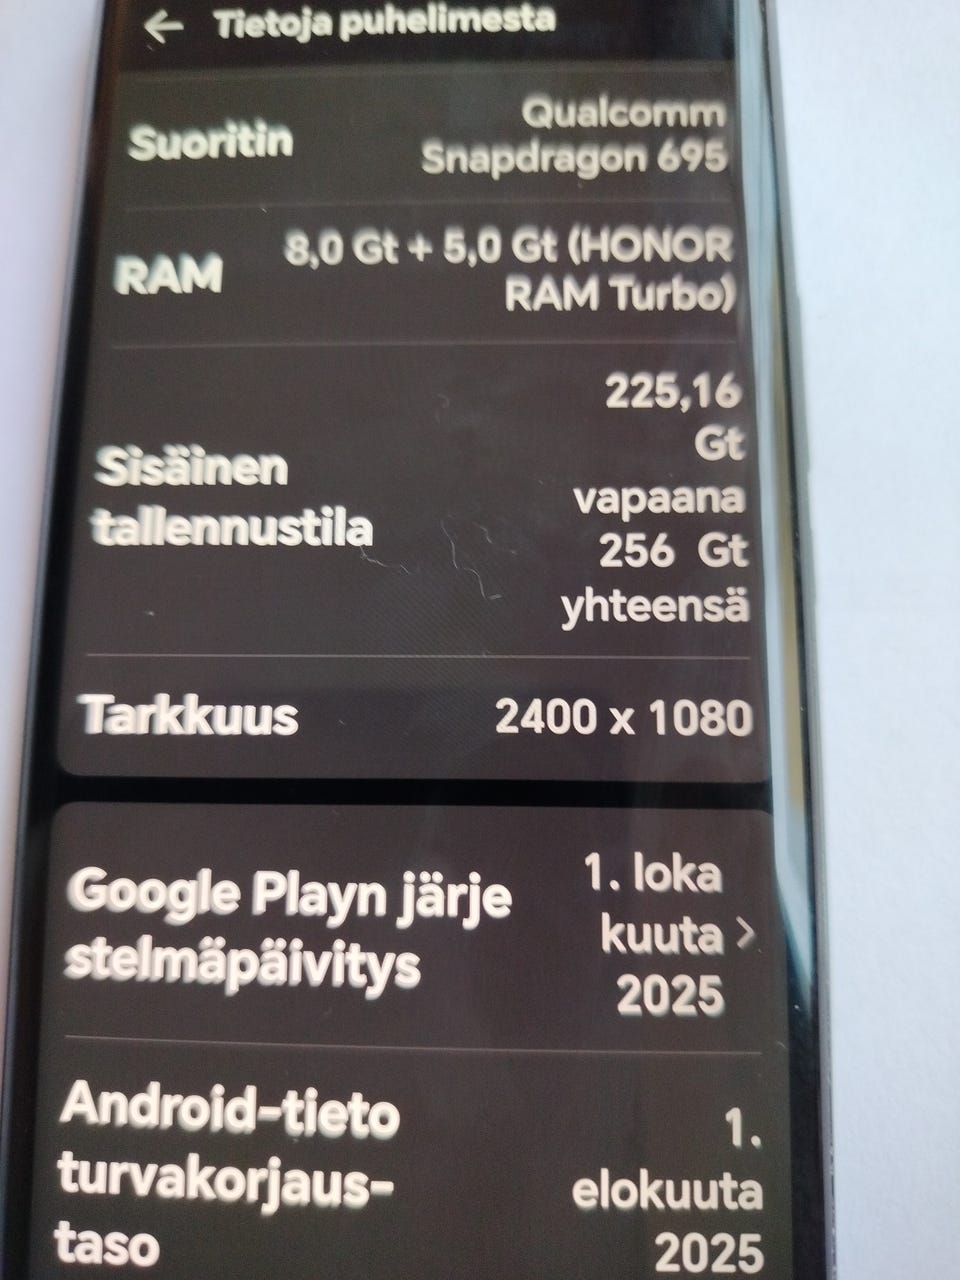 ← Tietoja puhelimesta
Suoritin
Qualcomm
Snapdragon 695
RAM
8,0 Gt + 5,0 Gt (HONOR
RAM Turbo)
Sisäinen
tallennustila
225,16
Gt
vapaana
256 Gt
yhteensä
Tarkkuus
2400 x 1080
Google Playn järje
stelmäpäivitys
1. loka
kuuta >
2025
Android-tieto
turvakorjaus-
taso
1.
elokuuta
2025